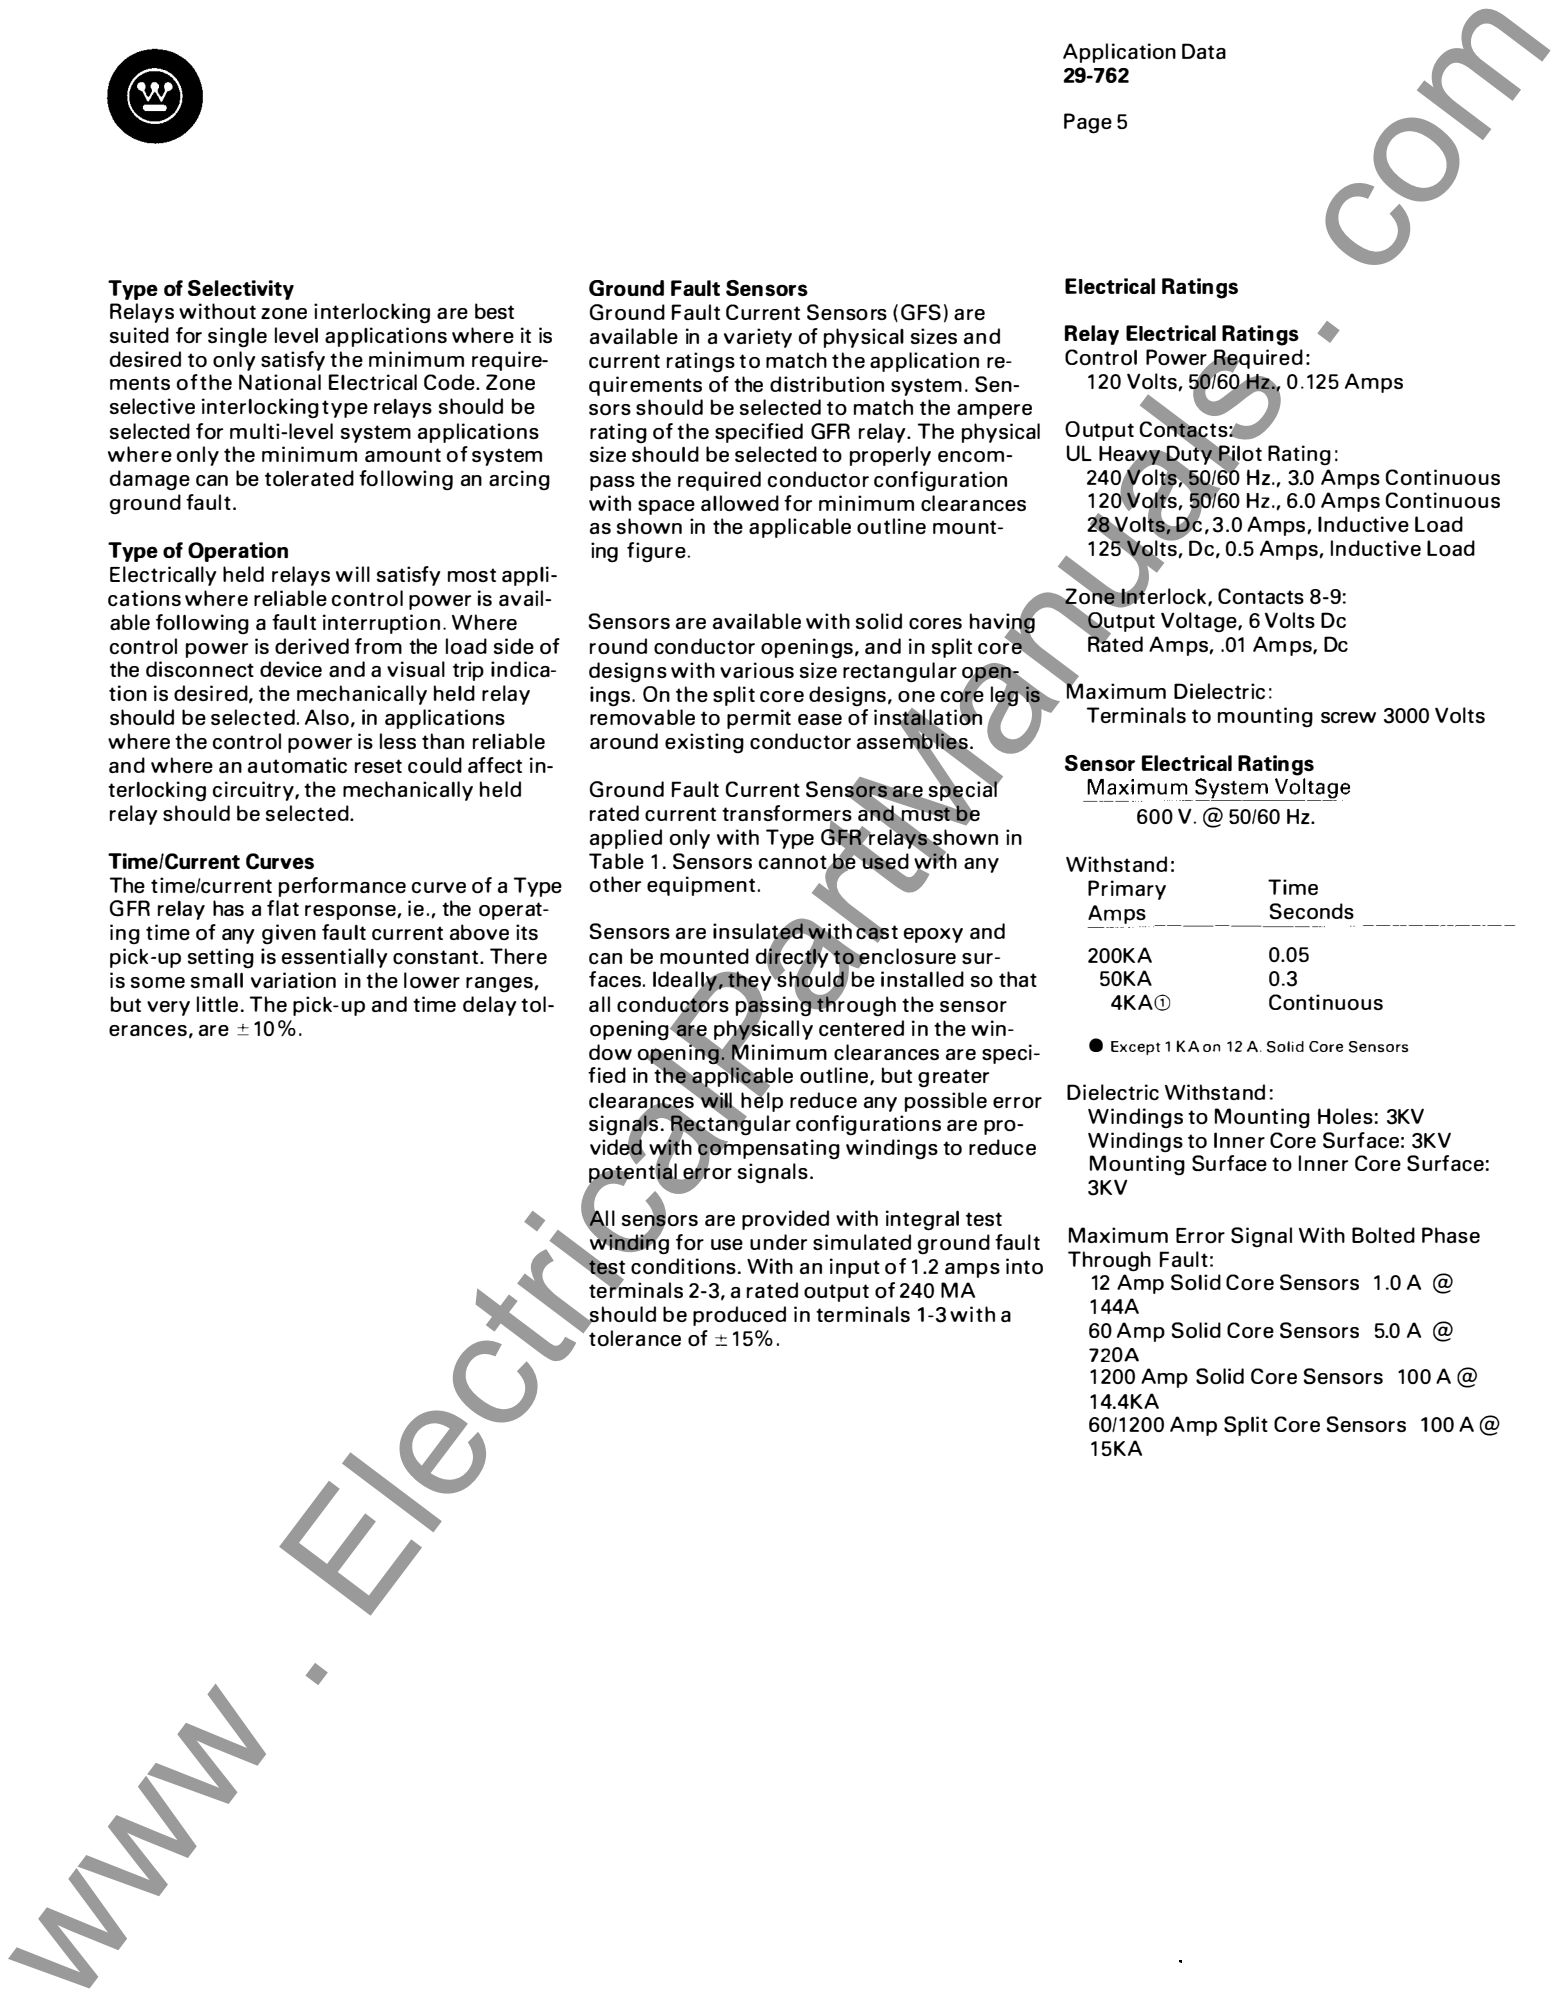 Application Data
29-762
Page 5
Type of Selectivity
Relays without zone interlocking are best
suited for single level applications where it is
desired to only satisfy the minimum require-
ments of the National Electrical Code. Zone
selective interlocking type relays should be
selected for multi-level system applications
where only the minimum amount of system
damage can be tolerated following an arcing
ground fault.
Type of Operation
Electrically held relays will satisfy most appli-
cations where reliable control power is avail-
able following a fault interruption. Where
control power is derived from the load side of
the disconnect device and a visual trip indica-
tion is desired, the mechanically held relay
should be selected. Also, in applications
where the control power is less than reliable
and where an automatic reset could affect in-
terlocking circuitry, the mechanically held
relay should be selected.
Time/Current Curves
The time/current performance curve of a Type
GFR relay has a flat response, ie., the operat-
ing time of any given fault current above its
pick-up setting is essentially constant. There
is some small variation in the lower ranges,
but very little. The pick-up and time delay tol-
erances, are ±10%.
Ground Fault Sensors
Ground Fault Current Sensors (GFS) are
available in a variety of physical sizes and
current ratings to match the application re-
quirements of the distribution system. Sen-
sors should be selected to match the ampere
rating of the specified GFR relay. The physical
size should be selected to properly encom-
pass the required conductor configuration
with space allowed for minimum clearances
as shown in the applicable outline mount-
ing figure.
Sensors are available with solid cores having
round conductor openings, and in split core
designs with various size rectangular open-
ings. On the split core designs, one core leg is
removable to permit ease of installation
around existing conductor assemblies.
Ground Fault Current Sensors are special
rated current transformers and must be
applied only with Type GFR relays shown in
Table 1. Sensors cannot be used with any
other equipment.
Sensors are insulated with cast epoxy and
can be mounted directly to enclosure sur-
faces. Ideally, they should be installed so that
all conductors passing through the sensor
opening are physically centered in the win-
dow opening. Minimum clearances are speci-
fied in the applicable outline, but greater
clearances will help reduce any possible error
signals. Rectangular configurations are pro-
vided with compensating windings to reduce
potential error signals.
All sensors are provided with integral test
winding for use under simulated ground fault
test conditions. With an input of 1.2 amps into
terminals 2-3, a rated output of 240 MA
should be produced in terminals 1-3 with a
tolerance of ±15%.
Electrical Ratings
Relay Electrical Ratings
Control Power Required:
120 Volts, 50/60 Hz., 0.125 Amps
Output Contacts:
UL Heavy Duty Pilot Rating:
240 Volts, 50/60 Hz., 3.0 Amps Continuous
120 Volts, 50/60 Hz., 6.0 Amps Continuous
28 Volts, Dc, 3.0 Amps, Inductive Load
125 Volts, Dc, 0.5 Amps, Inductive Load
Zone Interlock, Contacts 8-9:
Output Voltage, 6 Volts Dc
Rated Amps, .01 Amps, Dc
Maximum Dielectric:
Terminals to mounting screw 3000 Volts
Sensor Electrical Ratings
Maximum System Voltage
600 V. @ 50/60 Hz.
Withstand:
Primary Time
Amps Seconds
200KA 0.05
50KA 0.3
4KA① Continuous
● Except 1 KA on 12 A. Solid Core Sensors
Dielectric Withstand:
Windings to Mounting Holes: 3KV
Windings to Inner Core Surface: 3KV
Mounting Surface to Inner Core Surface:
3KV
Maximum Error Signal With Bolted Phase
Through Fault:
12 Amp Solid Core Sensors 1.0 A @
144A
60 Amp Solid Core Sensors 5.0 A @
720A
1200 Amp Solid Core Sensors 100 A @
14.4KA
60/1200 Amp Split Core Sensors 100 A @
15KA
www . ElectricalPartManuals . com